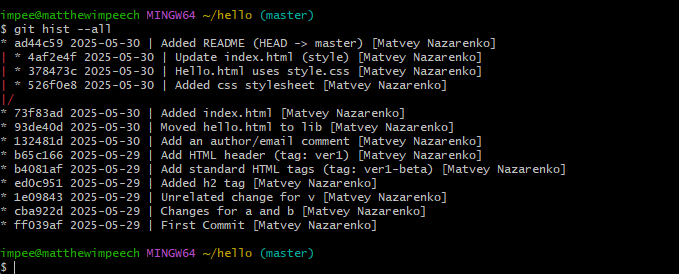 impee@matthewimpeech MINGW64 ~/hello (master)
$ git hist --all
* ad44c59 2025-05-30 | Added README (HEAD -> master) [Matvey Nazarenko]
| * 4af2e4f 2025-05-30 | Update index.html (style) [Matvey Nazarenko]
| * 378473c 2025-05-30 | Hello.html uses style.css [Matvey Nazarenko]
| * 526f0e8 2025-05-30 | Added css stylesheet [Matvey Nazarenko]
|/
* 73f83ad 2025-05-30 | Added index.html [Matvey Nazarenko]
* 93de40d 2025-05-30 | Moved hello.html to lib [Matvey Nazarenko]
* 132481d 2025-05-30 | Add an author/email comment [Matvey Nazarenko]
* b65c166 2025-05-29 | Add HTML header (tag: ver1) [Matvey Nazarenko]
* b4081af 2025-05-29 | Add standard HTML tags (tag: ver1-beta) [Matvey Nazarenko]
* ed0c951 2025-05-29 | Added h2 tag [Matvey Nazarenko]
* 1e09843 2025-05-29 | Unrelated change for v [Matvey Nazarenko]
* cba922d 2025-05-29 | Changes for a and b [Matvey Nazarenko]
* ff039af 2025-05-29 | First Commit [Matvey Nazarenko]
impee@matthewimpeech MINGW64 ~/hello (master)
$